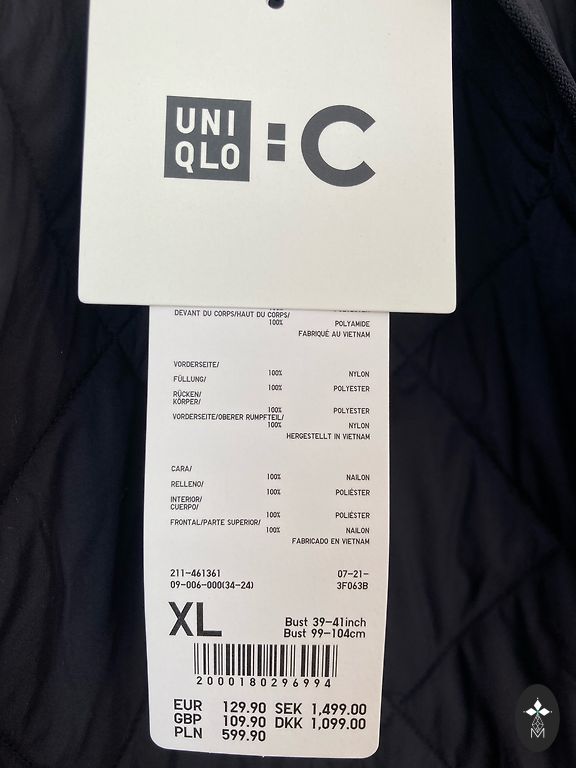 UNI
QLO
:C
DEVANT DU CORPS/HAUT DU CORPS/
100% POLYAMIDE
FABRIQUÉ AU VIETNAM
VORDERSEITE/
100% NYLON
FÜLLUNG/
100% POLYESTER
RÜCKEN/
KÖRPER/
100% POLYESTER
VORDERSEITE/OBERER RUMPFTEIL/
100% NYLON
HERGESTELLT IN VIETNAM
CARA/
100% NAILON
RELLENO/
100% POLIÉSTER
INTERIOR/
CUERPO/
100% POLIÉSTER
FRONTAL/PARTE SUPERIOR/
100% NAILON
FABRICADO EN VIETNAM
211-461361 07-21-
09-006-000(34-24) 3F063B
XL Bust 39-41inch
Bust 99-104cm
2000180296994
EUR 129.90 SEK 1,499.00
GBP 109.90 DKK 1,099.00
PLN 599.90